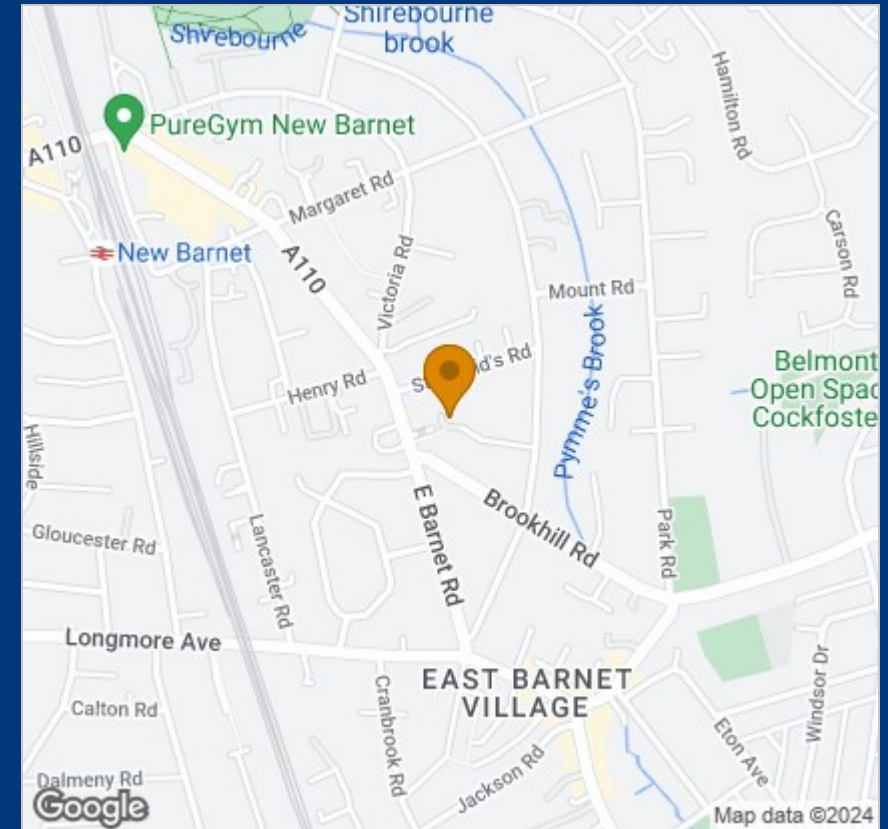 Shirebourne
brook
Shirebourne
Hamilton Rd
PureGym New Barnet
A110
Margaret Rd
New Barnet
A110
Victoria Rd
Carson Rd
Mount Rd
Henry Rd
Pymme's Brook
Belmont
Open Spac
Cockfoste
Hillside
Brookhill Rd
Gloucester Rd
Lancaster Rd
E Barnet Rd
Park Rd
Longmore Ave
EAST BARNET
VILLAGE
Windsor Dr
Calton Rd
Cranbrook Rd
Eton Ave
Jackson Rd
Dalmeny Rd
Google
Map data ©2024